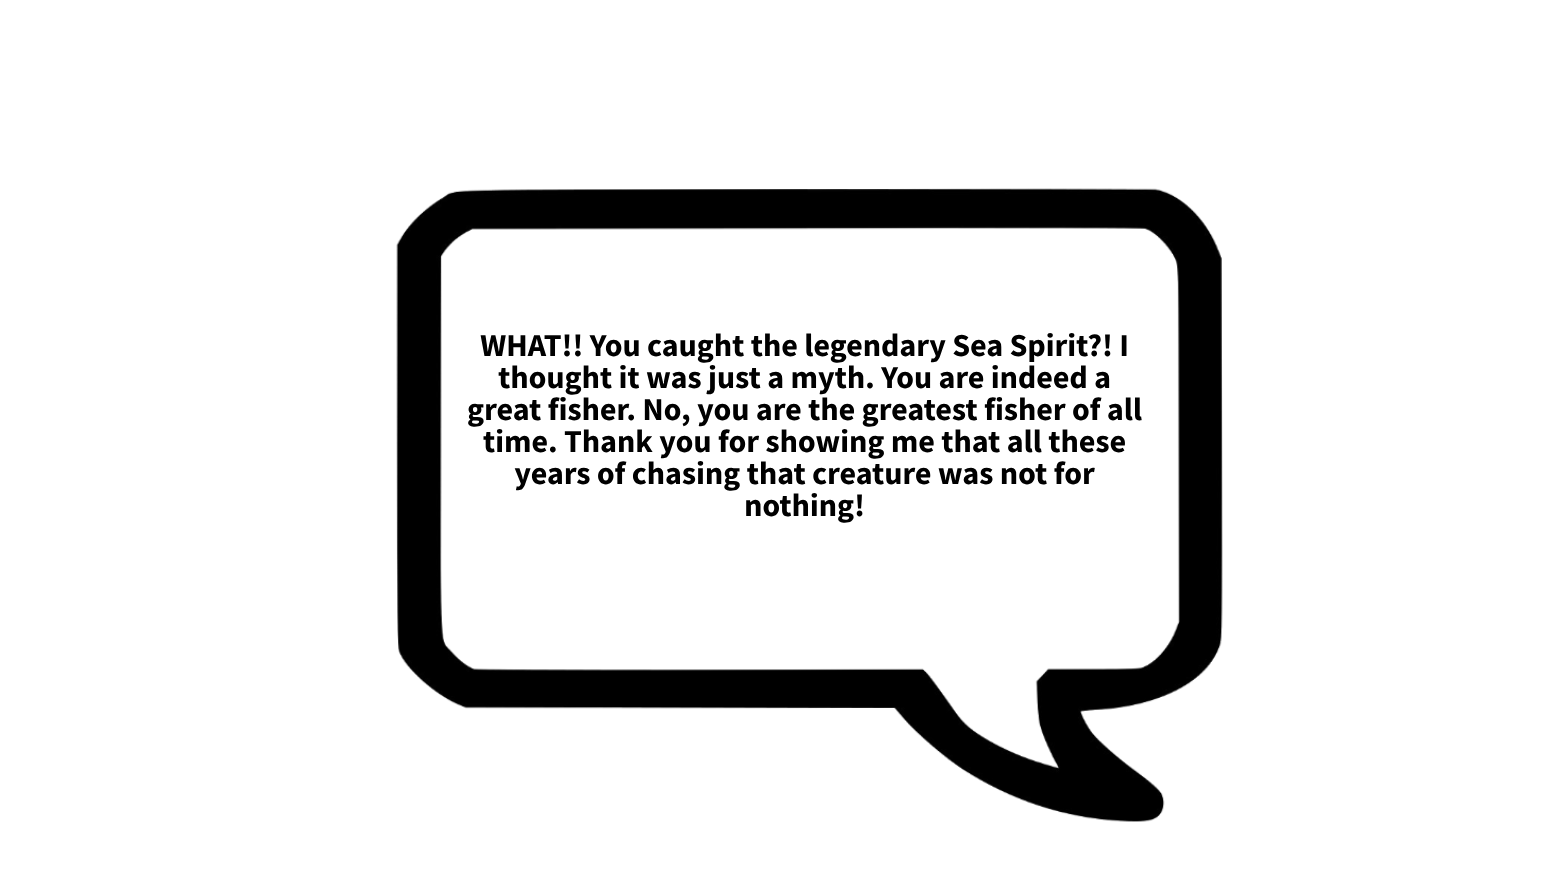 WHAT!! You caught the legendary Sea Spirit?! I
thought it was just a myth. You are indeed a
great fisher. No, you are the greatest fisher of all
time. Thank you for showing me that all these
years of chasing that creature was not for
nothing!